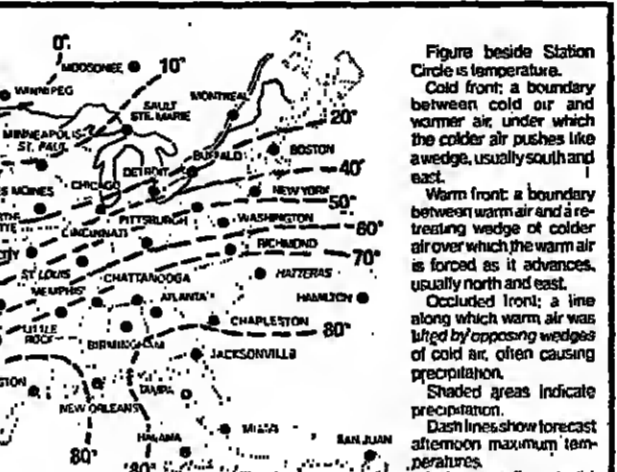 0°
MOOSONEE
10°
WINNIPEG
SAULT
STE. MARIE
MONTREAL
20°
MINNEAPOLIS
ST. PAUL
BUFFALO
BOSTON
DETROIT
40°
CHICAGO
ES MOINES
NEW YORK
50°
PITTSBURGH
WASHINGTON
CINCINNATI
60°
RICHMOND
CITY
70°
ST LOUIS
CHATTANOOGA
HATTERAS
MEMPHIS
ATLANTA
HAMILTON
LITTLE
ROCK
CHARLESTON
80°
BIRMINGHAM
JACKSONVILLE
STON
TAMPA
NEW ORLEANS
MIAMI
HAVANA
SAN JUAN
80°
80°
Figure beside Station
Circle is temperature.
Cold front: a boundary
between cold air and
warmer air, under which
the colder air pushes like
a wedge, usually south and
east.
Warm front: a boundary
between warm air and a re-
treating wedge of colder
air over which the warm air
is forced as it advances,
usually north and east.
Occluded front: a line
along which warm air was
lifted by opposing wedges
of cold air, often causing
precipitation.
Shaded areas indicate
precipitation.
Dash lines show forecast
afternoon maximum tem-
peratures.